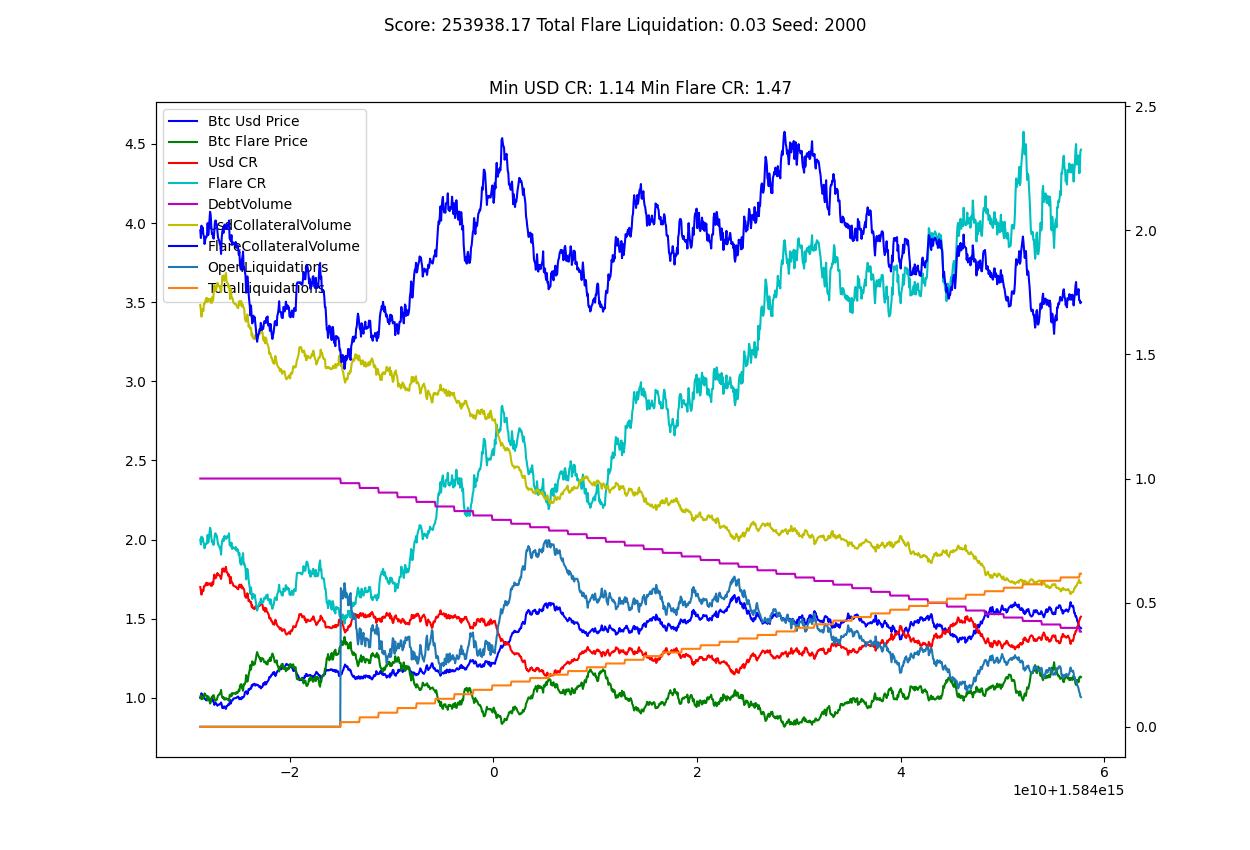 Score: 253938.17 Total Flare Liquidation: 0.03 Seed: 2000
Min USD CR: 1.14 Min Flare CR: 1.47
Btc Usd Price
Btc Flare Price
Usd CR
Flare CR
DebtVolume
UsdCollateralVolume
FlareCollateralVolume
OpenLiquidations
TotalLiquidations
4.5
4.0
3.5
3.0
2.5
2.0
1.5
1.0
2.5
2.0
1.5
1.0
0.5
0.0
−2
0
2
4
6
1e10+1.584e15